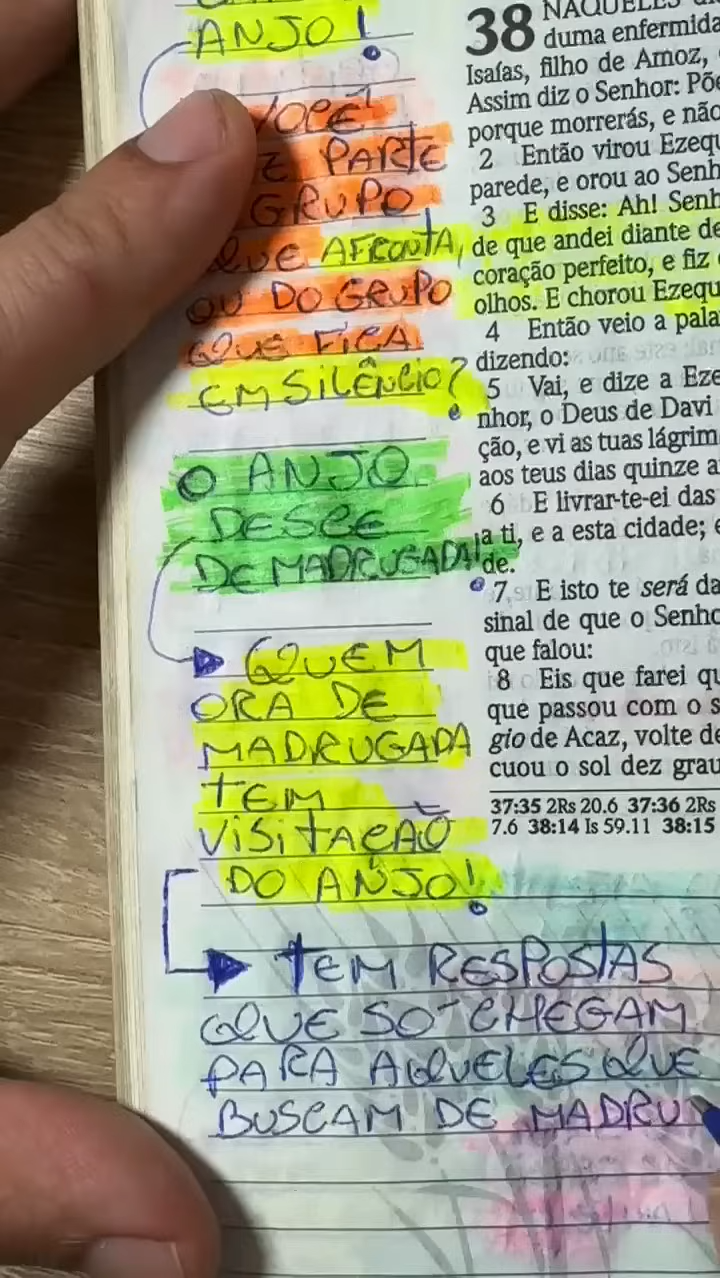 ANJO!
VOCÊ
PARTE
GRUPO
QUE AFRONTA,
OU DO GRUPO
QUE FICA
EM SILÊNCIO?
O ANJO
DESCE
DE MADRUGADA!
QUEM
ORA DE
MADRUGADA
TEM
VISITAÇÃO
DO ANJO!
TEM RESPOSTAS
QUE SÓ CHEGAM
PARA AQUELES QUE
BUSCAM DE MADRU
38 NAQUELES
duma enfermida
Isaías, filho de Amoz,
Assim diz o Senhor: Põe
porque morrerás, e não
2 Então virou Ezequ
parede, e orou ao Senh
3 E disse: Ah! Senh
de que andei diante de
coração perfeito, e fiz
olhos. E chorou Ezequ
4 Então veio a pala
dizendo:
5 Vai, e dize a Eze
nhor, o Deus de Davi
ção, e vi as tuas lágrim
aos teus dias quinze a
6 E livrar-te-ei das
a ti, e a esta cidade; e
de.
7 E isto te será da
sinal de que o Senho
que falou:
8 Eis que farei qu
que passou com o s
gio de Acaz, volte de
cuou o sol dez grau
37:35 2Rs 20.6 37:36 2Rs
7.6 38:14 Is 59.11 38:15